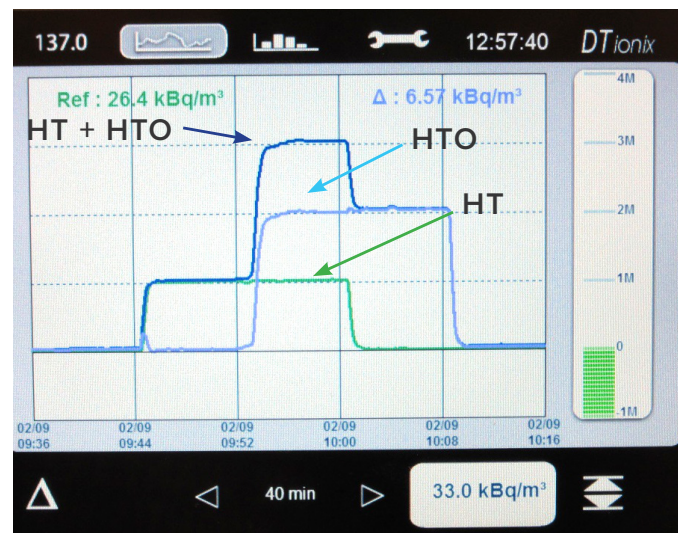 137.0
12:57:40
DTionix
Ref : 26.4 kBq/m³
Δ : 6.57 kBq/m³
HT + HTO
HTO
HT
4M
3M
2M
1M
0
-1M
02/09 02/09 02/09 02/09 02/09 02/09
09:36 09:44 09:52 10:00 10:08 10:16
Δ
40 min
33.0 kBq/m³